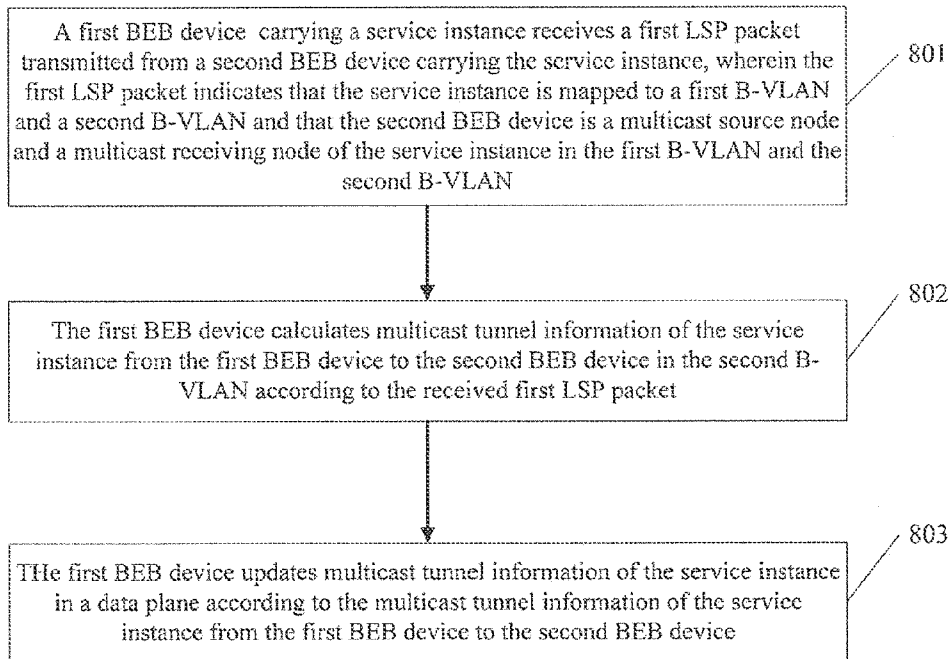 A first BEB device carrying a service instance receives a first LSP packet
transmitted from a second BEB device carrying the service instance, wherein the
first LSP packet indicates that the service instance is mapped to a first B-VLAN
and a second B-VLAN and that the second BEB device is a multicast source node
and a multicast receiving node of the service instance in the first B-VLAN and the
second B-VLAN
801
The first BEB device calculates multicast tunnel information of the service
instance from the first BEB device to the second BEB device in the second B-
VLAN according to the received first LSP packet
802
THe first BEB device updates multicast tunnel information of the service instance
in a data plane according to the multicast tunnel information of the service
instance from the first BEB device to the second BEB device
803